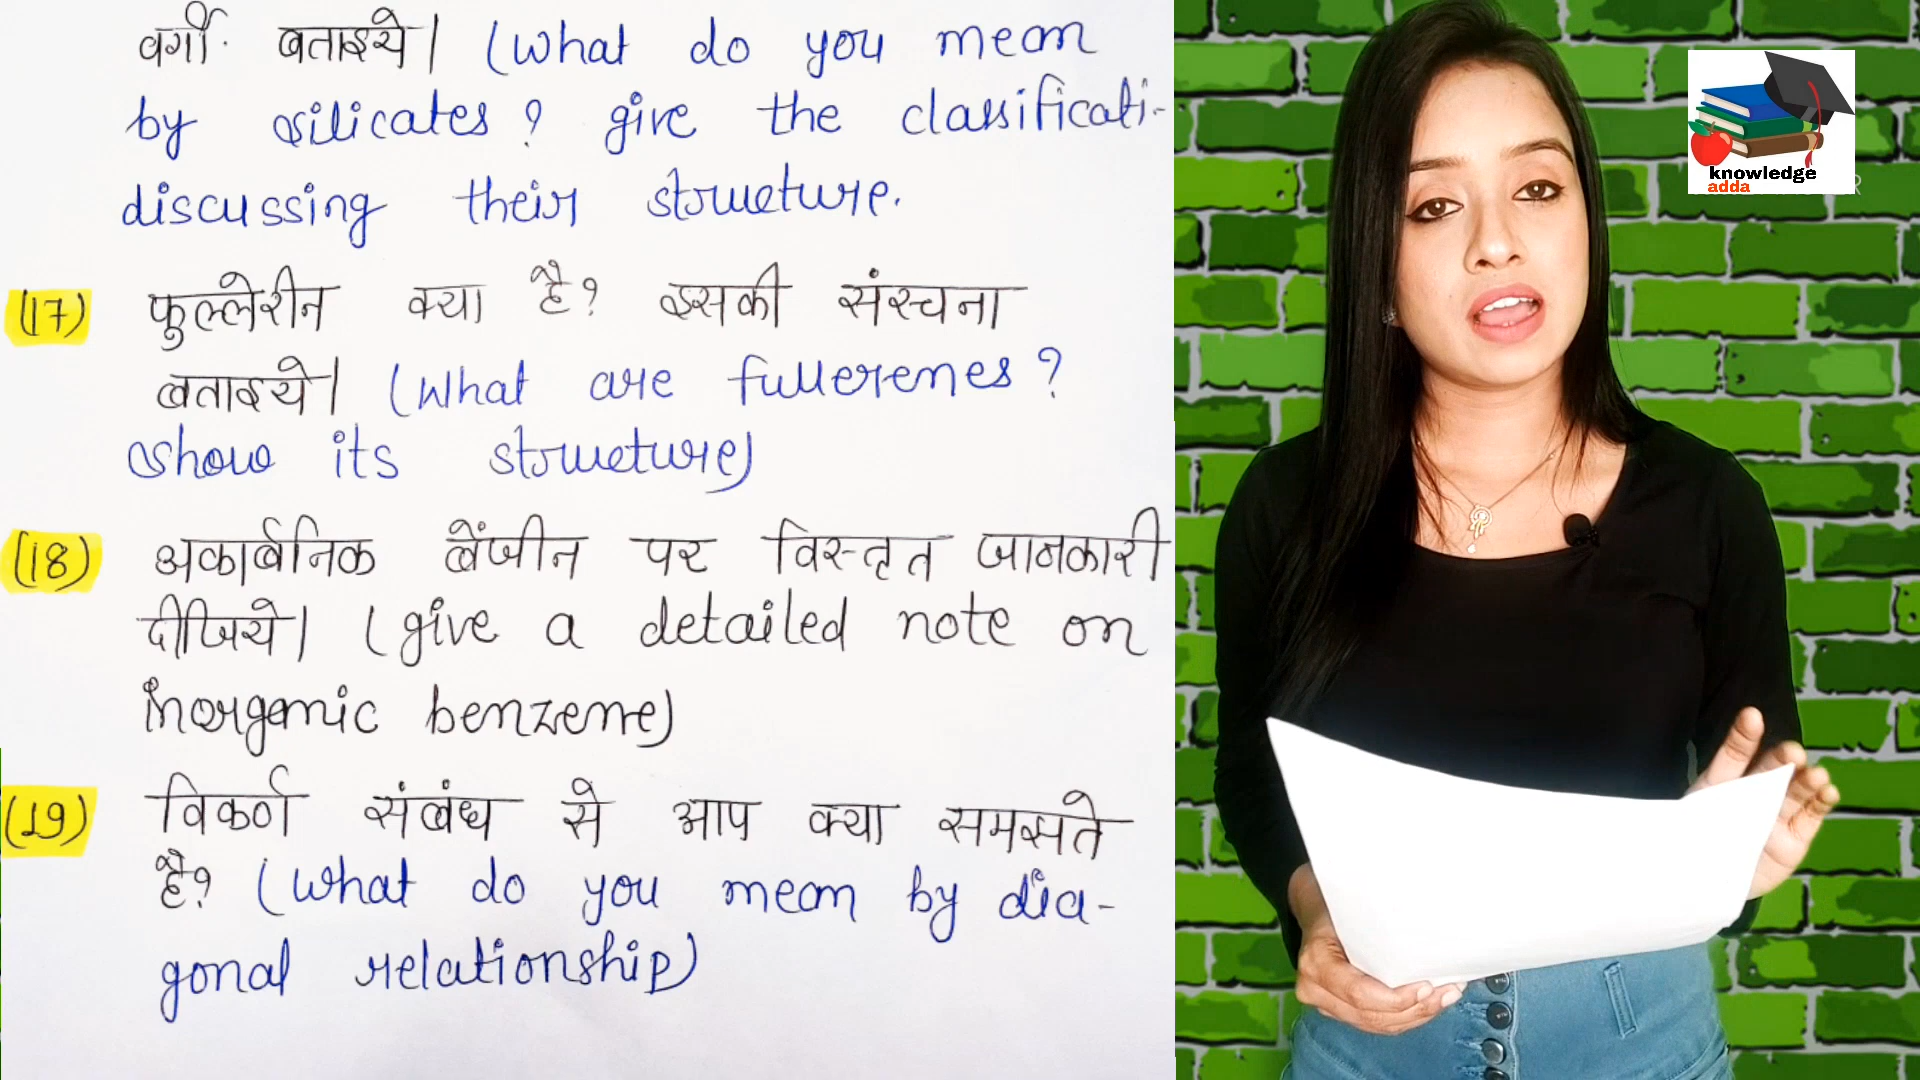 वर्गों बताइये। (What do you mean
by silicates? give the classificati-
discussing their structure.
(17) फुल्लेरीन क्या है? इसकी संरचना
बताइये। (What are fullerenes?
show its structure)
(18) अकार्बनिक बेंजीन पर विस्तृत जानकारी
दीजिये। (give a detailed note on
inorganic benzene)
(19) विकर्ण संबंध से आप क्या समझते
है? (What do you mean by dia-
gonal relationship)
knowledge
adda